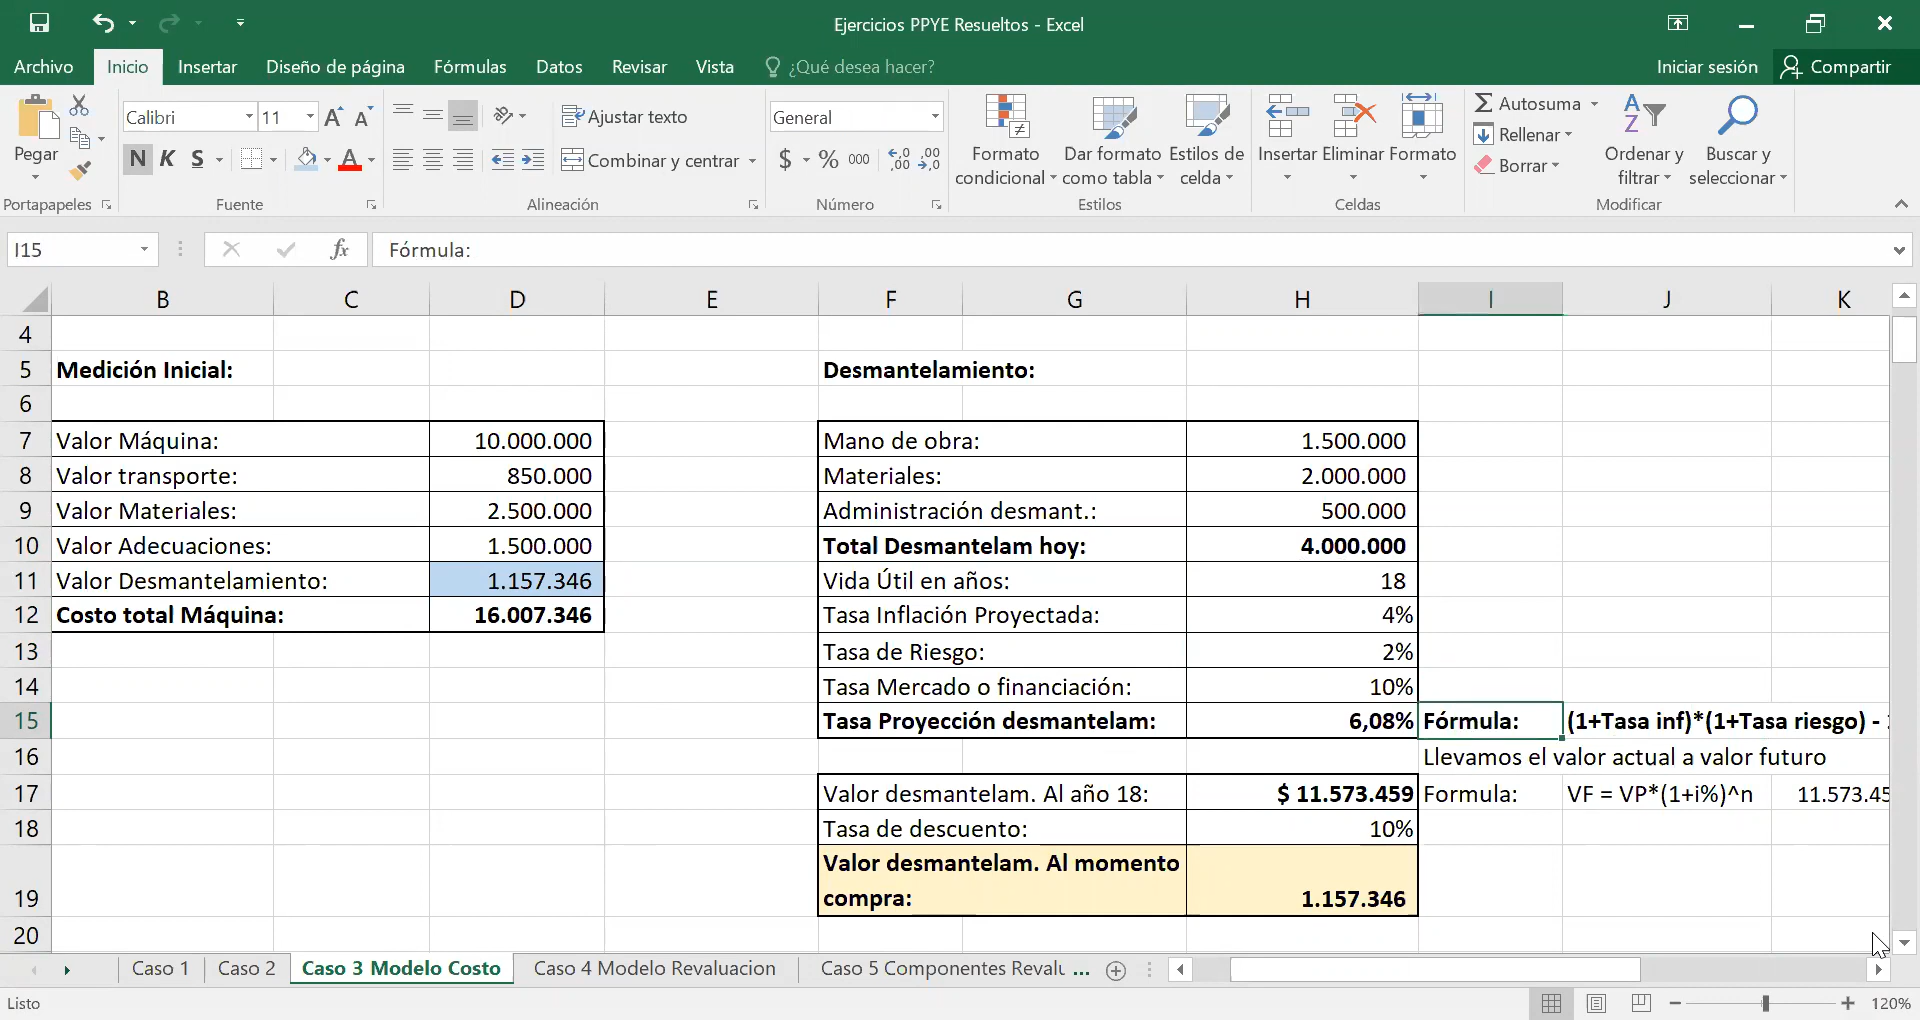 Ejercicios PPYE Resueltos - Excel
Archivo Inicio Insertar Diseño de página Fórmulas Datos Revisar Vista ¿Qué desea hacer? Iniciar sesión Compartir
Pegar
Portapapeles
Calibri 11
N K S
Fuente
Ajustar texto
Combinar y centrar
Alineación
General
$ % 000
Número
Formato condicional
Dar formato como tabla
Estilos de celda
Estilos
Insertar Eliminar Formato
Celdas
Autosuma
Rellenar
Borrar
Ordenar y filtrar
Buscar y seleccionar
Modificar
I15 fx Fórmula:
B C D E F G H I J K
4
5 Medición Inicial: Desmantelamiento:
6
7 Valor Máquina: 10.000.000 Mano de obra: 1.500.000
8 Valor transporte: 850.000 Materiales: 2.000.000
9 Valor Materiales: 2.500.000 Administración desmant.: 500.000
10 Valor Adecuaciones: 1.500.000 Total Desmantelam hoy: 4.000.000
11 Valor Desmantelamiento: 1.157.346 Vida Útil en años: 18
12 Costo total Máquina: 16.007.346 Tasa Inflación Proyectada: 4%
13 Tasa de Riesgo: 2%
14 Tasa Mercado o financiación: 10%
15 Tasa Proyección desmantelam: 6,08% Fórmula: (1+Tasa inf)*(1+Tasa riesgo) -
16 Llevamos el valor actual a valor futuro
17 Valor desmantelam. Al año 18: $ 11.573.459 Formula: VF = VP*(1+i%)^n 11.573.45
18 Tasa de descuento: 10%
19 Valor desmantelam. Al momento
compra: 1.157.346
20
Caso 1 Caso 2 Caso 3 Modelo Costo Caso 4 Modelo Revaluacion Caso 5 Componentes Revalu ...
Listo 120%